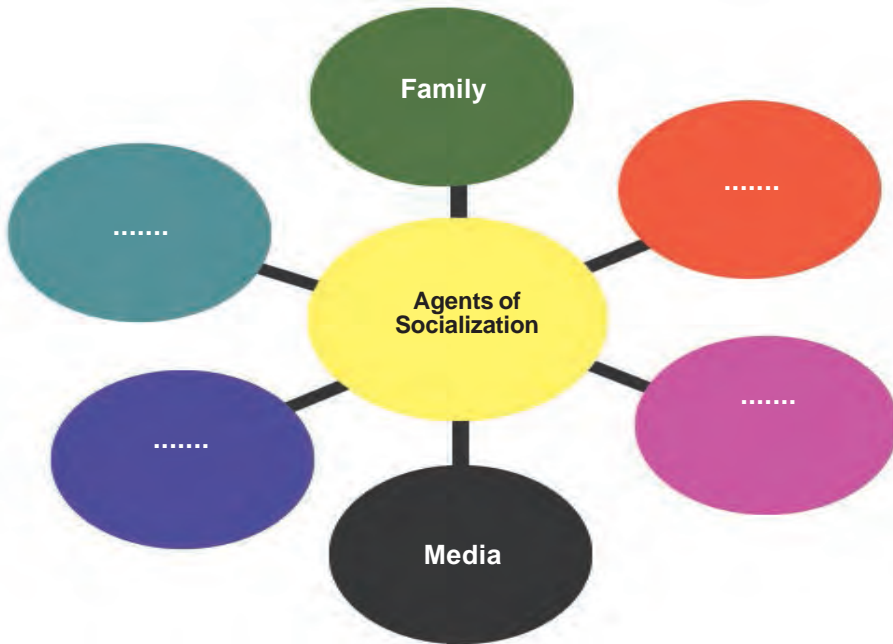 Family
.......
.......
Agents of
Socialization
.......
.......
Media